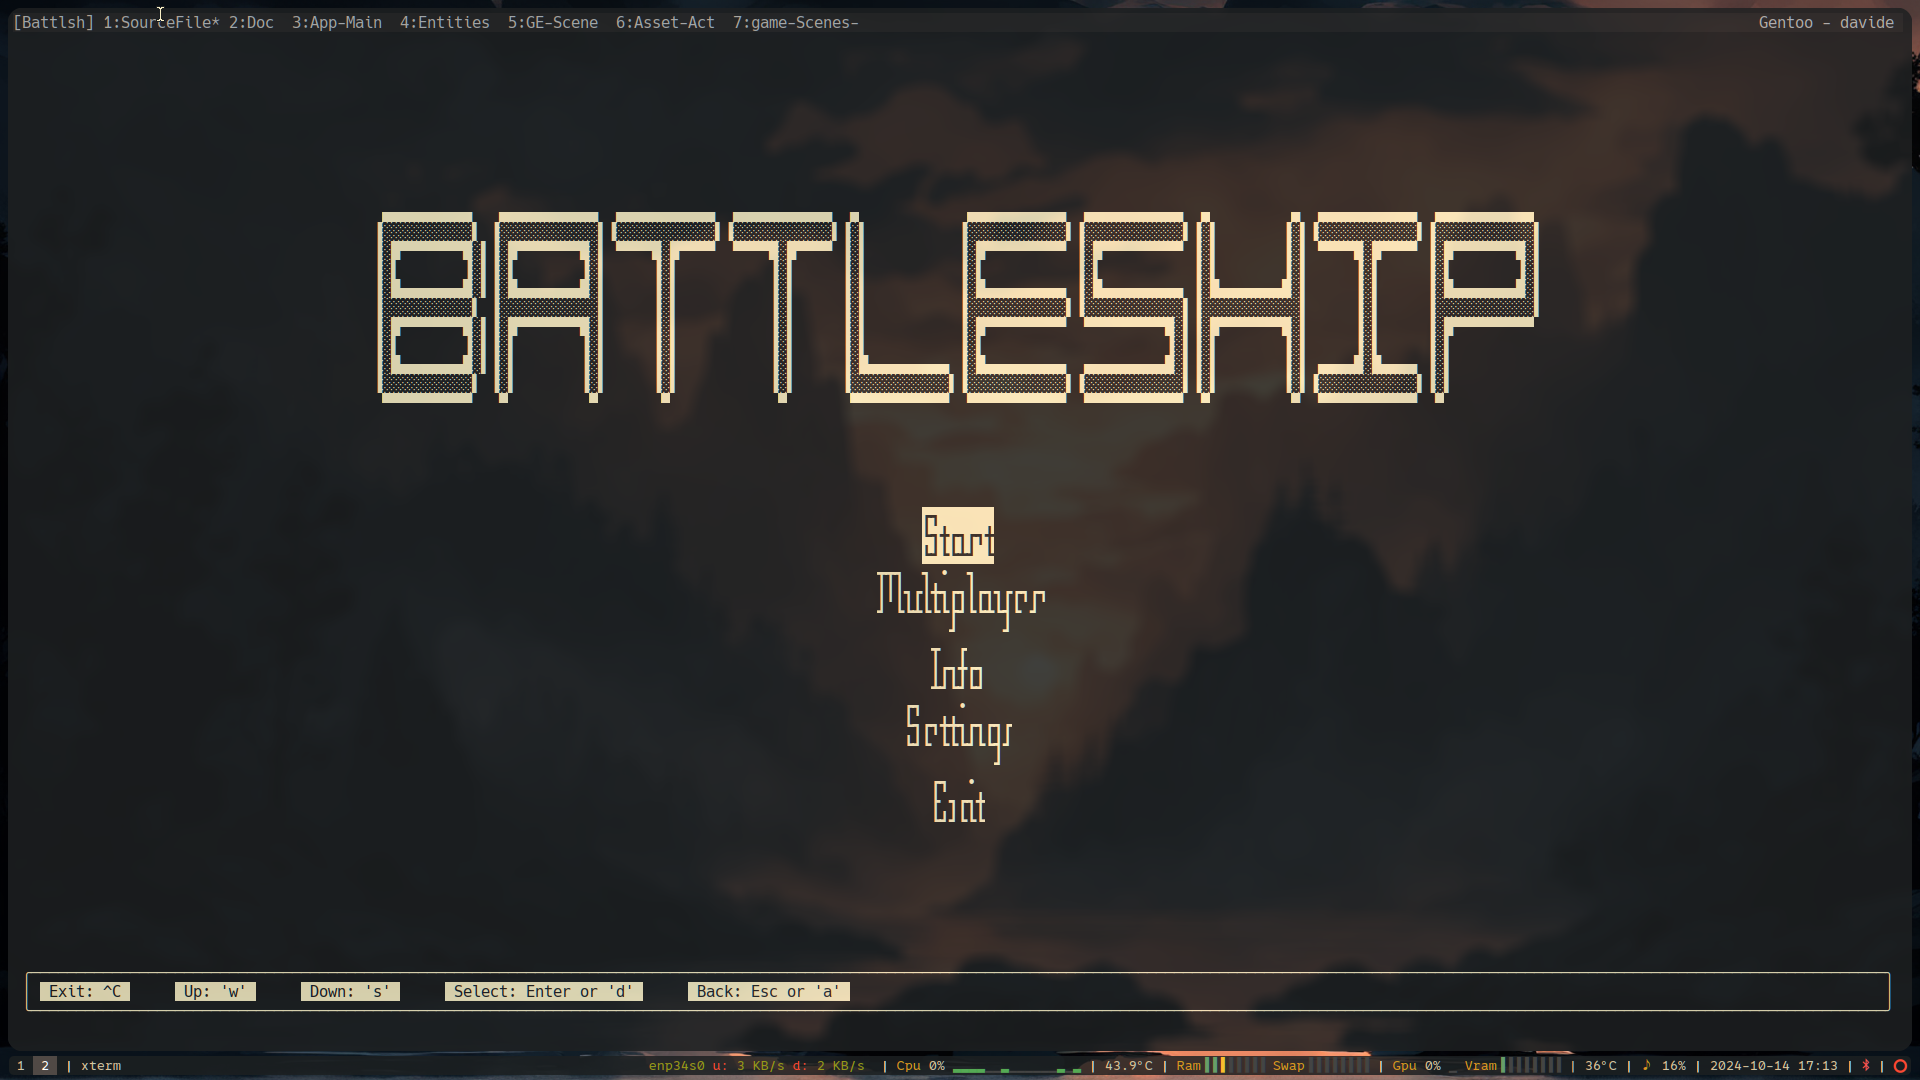 [Battlsh] 1:SourceFile* 2:Doc 3:App-Main 4:Entities 5:GE-Scene 6:Asset-Act 7:game-Scenes- Gentoo - davide
BATTLESHIP
Start
Multiplayer
Info
Settings
Exit
Exit: ^C Up: 'w' Down: 's' Select: Enter or 'd' Back: Esc or 'a'
1 2 | xterm enp34s0 u: 3 KB/s d: 2 KB/s | Cpu 0% | 43.9°C | Ram Swap | Gpu 0% _ Vram | 36°C | ♪ 16% | 2024-10-14 17:13 | |